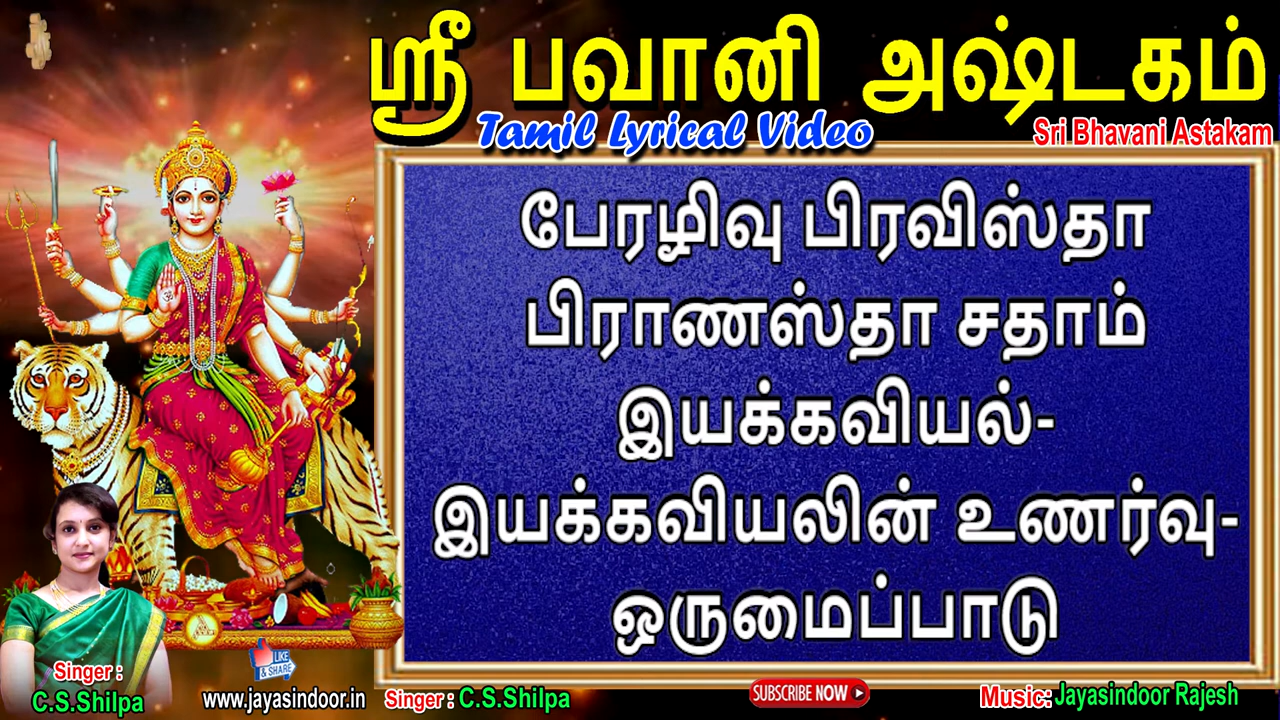 ஸ்ரீ பவானி அஷ்டகம்
Tamil Lyrical Video
Sri Bhavani Astakam
பேரழிவு பிரவிஸ்தா
பிராணஸ்தா சதாம்
இயக்கவியல்-
இயக்கவியலின் உணர்வு-
ஒருமைப்பாடு
Singer :
C.S.Shilpa
LIKE
& SHARE
www.jayasindoor.in
Singer : C.S.Shilpa
SUBSCRIBE NOW
Music: Jayasindoor Rajesh